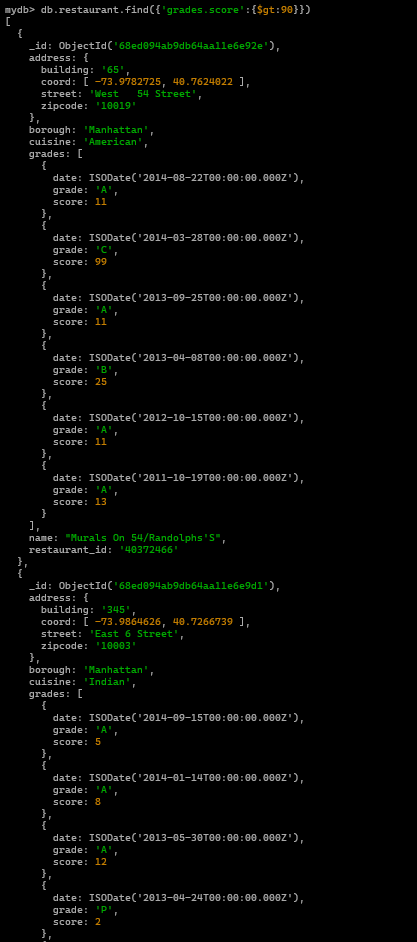 mydb> db.restaurant.find({'grades.score':{$gt:90}})
[
  {
    _id: ObjectId('68ed094ab9db64aa11e6e92e'),
    address: {
      building: '65',
      coord: [ -73.9782725, 40.7624022 ],
      street: 'West   54 Street',
      zipcode: '10019'
    },
    borough: 'Manhattan',
    cuisine: 'American',
    grades: [
      {
        date: ISODate('2014-08-22T00:00:00.000Z'),
        grade: 'A',
        score: 11
      },
      {
        date: ISODate('2014-03-28T00:00:00.000Z'),
        grade: 'C',
        score: 99
      },
      {
        date: ISODate('2013-09-25T00:00:00.000Z'),
        grade: 'A',
        score: 11
      },
      {
        date: ISODate('2013-04-08T00:00:00.000Z'),
        grade: 'B',
        score: 25
      },
      {
        date: ISODate('2012-10-15T00:00:00.000Z'),
        grade: 'A',
        score: 11
      },
      {
        date: ISODate('2011-10-19T00:00:00.000Z'),
        grade: 'A',
        score: 13
      }
    ],
    name: "Murals On 54/Randolphs'S",
    restaurant_id: '40372466'
  },
  {
    _id: ObjectId('68ed094ab9db64aa11e6e9d1'),
    address: {
      building: '345',
      coord: [ -73.9864626, 40.7266739 ],
      street: 'East 6 Street',
      zipcode: '10003'
    },
    borough: 'Manhattan',
    cuisine: 'Indian',
    grades: [
      {
        date: ISODate('2014-09-15T00:00:00.000Z'),
        grade: 'A',
        score: 5
      },
      {
        date: ISODate('2014-01-14T00:00:00.000Z'),
        grade: 'A',
        score: 8
      },
      {
        date: ISODate('2013-05-30T00:00:00.000Z'),
        grade: 'A',
        score: 12
      },
      {
        date: ISODate('2013-04-24T00:00:00.000Z'),
        grade: 'P',
        score: 2
      },